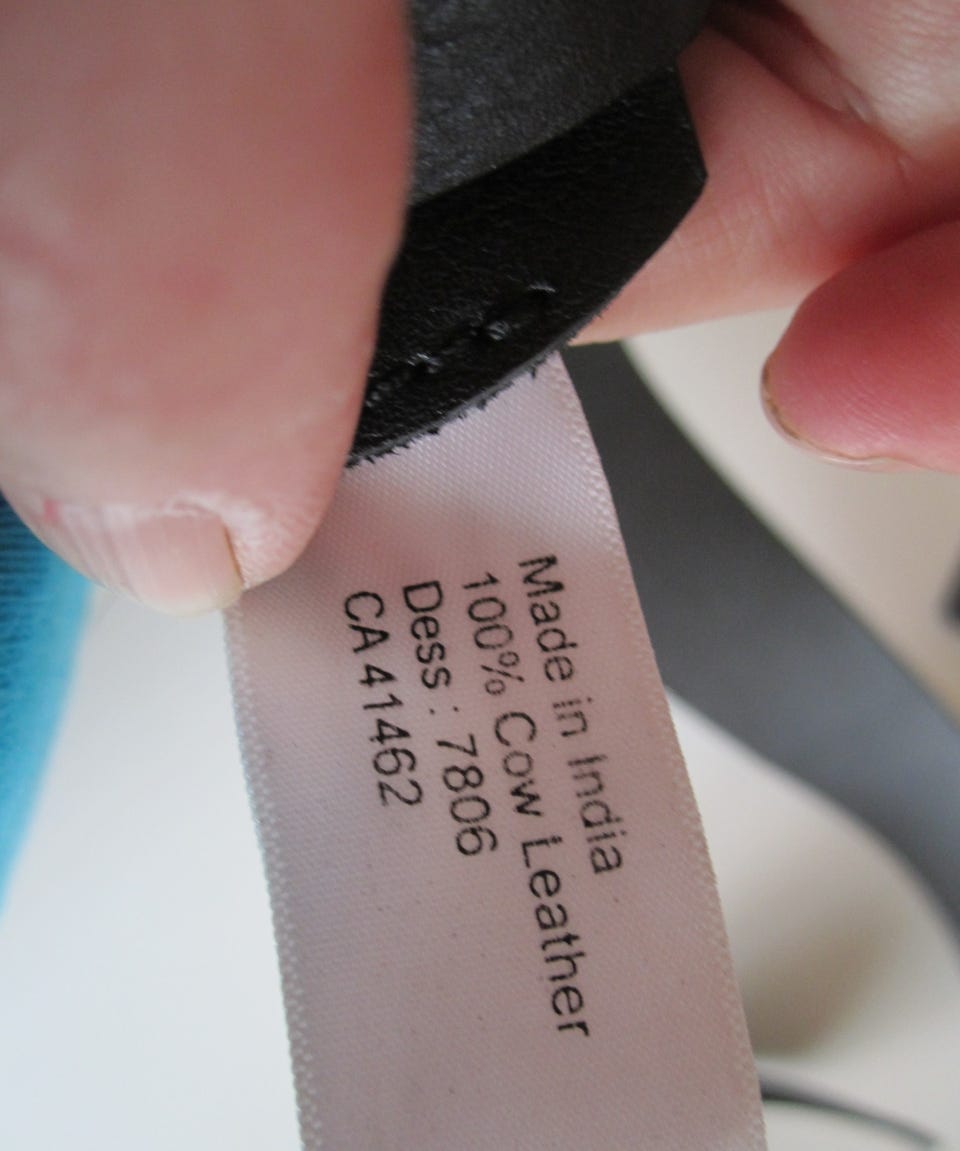 Made in India
100% Cow Leather
Dess : 7806
CA 41462